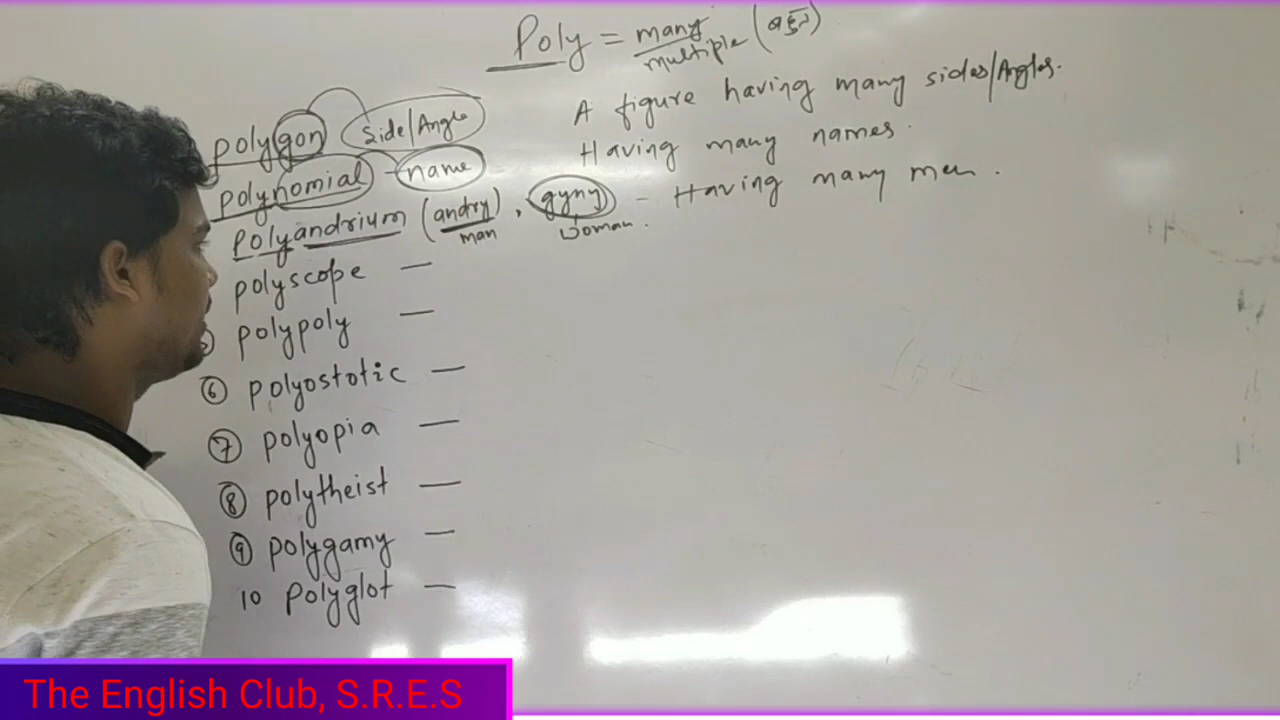 Poly = many
multiple (বহু)
polygon Side/Angle A figure having many sides/Angles.
polynomial - name Having many names.
Polyandrium (andry), gyny - Having many men.
man woman.
polyscope —
polypoly —
6 polyostotic —
7 polyopia —
8 polytheist —
9 polygamy —
10 Polyglot —
The English Club, S.R.E.S